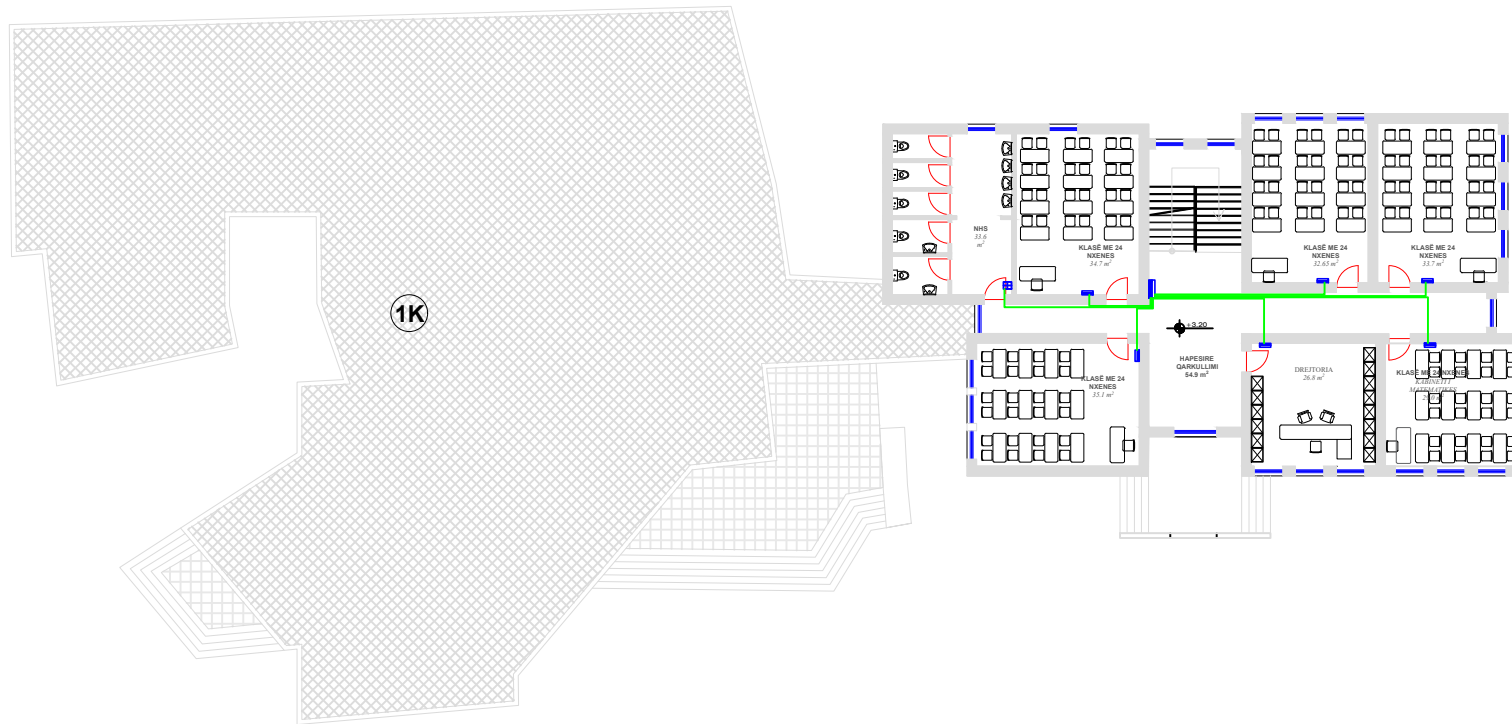 1K
NHS
33.6
m²
KLASË ME 24
NXENES
34.7 m²
KLASË ME 24
NXENES
32.65 m²
KLASË ME 24
NXENES
33.7 m²
+3.20
KLASË ME 24
NXENES
35.1 m²
HAPESIRE
QARKULLIMI
54.9 m²
DREJTORIA
26.8 m²
KLASË ME 24 NXENES
KABINETI I
MATEMATIKES